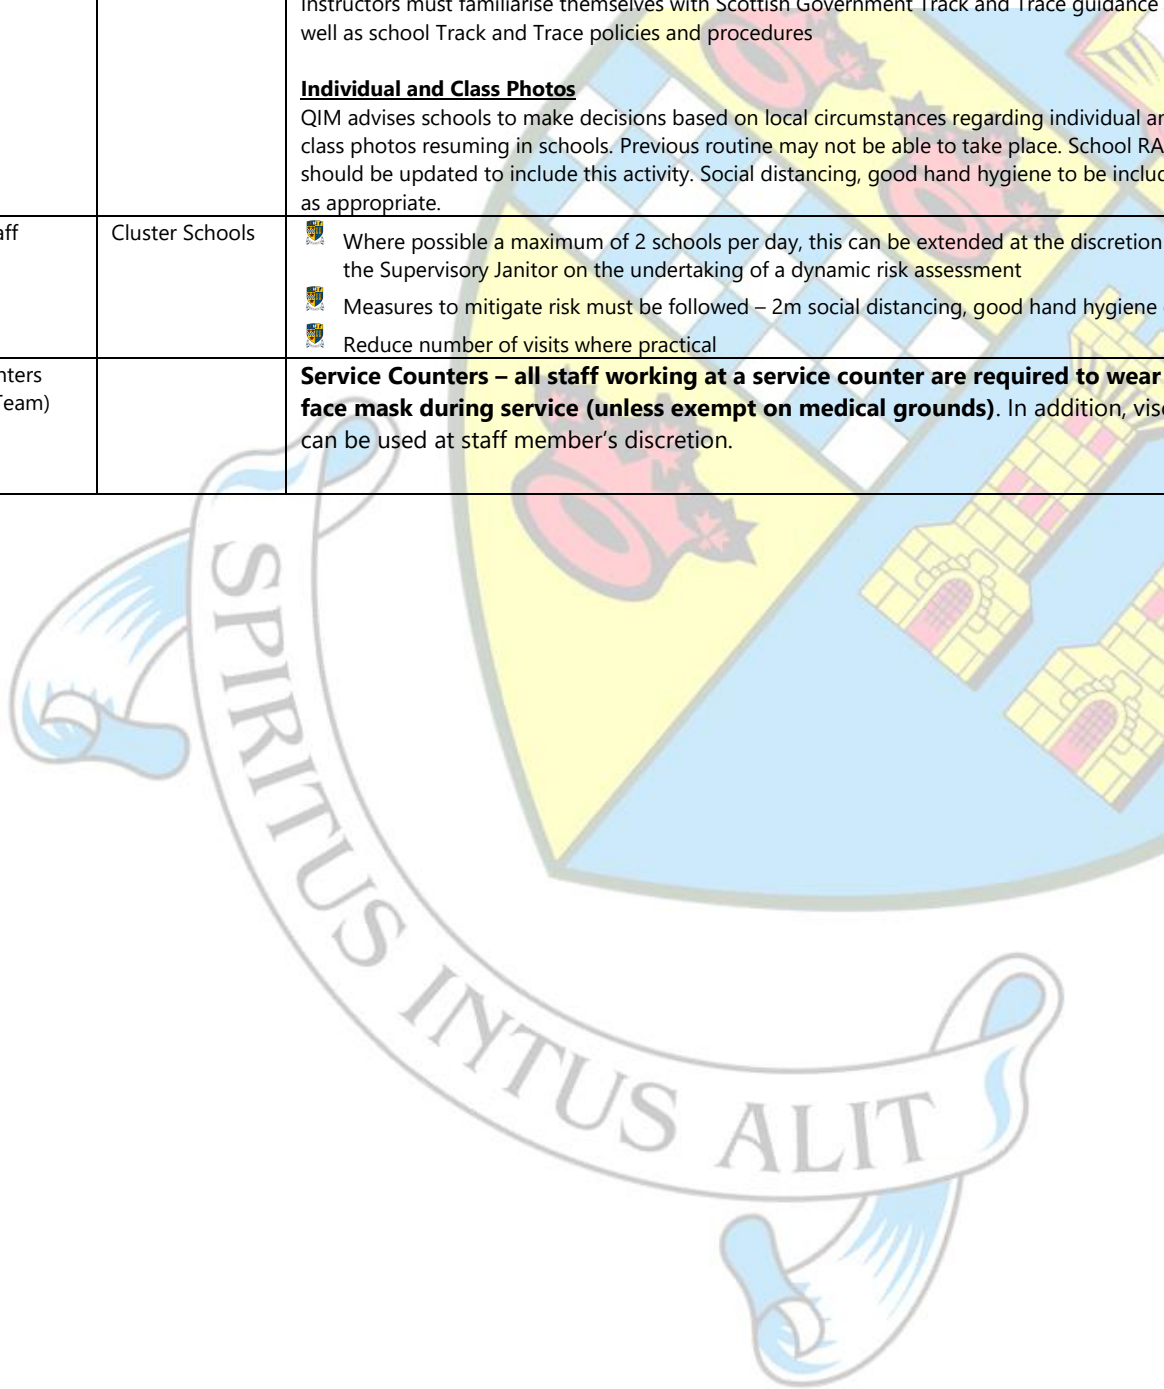 Instructors must familiarise themselves with Scottish Government Track and Trace guidance
well as school Track and Trace policies and procedures
Individual and Class Photos
QIM advises schools to make decisions based on local circumstances regarding individual
class photos resuming in schools. Previous routine may not be able to take place. School RA
should be updated to include this activity. Social distancing, good hand hygiene to be
as appropriate.
Cluster Schools
Where possible a maximum of 2 schools per day, this can be extended at the discretion
the Supervisory Janitor on the undertaking of a dynamic risk assessment
Measures to mitigate risk must be followed – 2m social distancing, good hand hygiene
Reduce number of visits where practical
Team)
Service Counters – all staff working at a service counter are required to wear
face mask during service (unless exempt on medical grounds). In addition,
can be used at staff member's discretion.
SPIRITUS INTUS ALIT